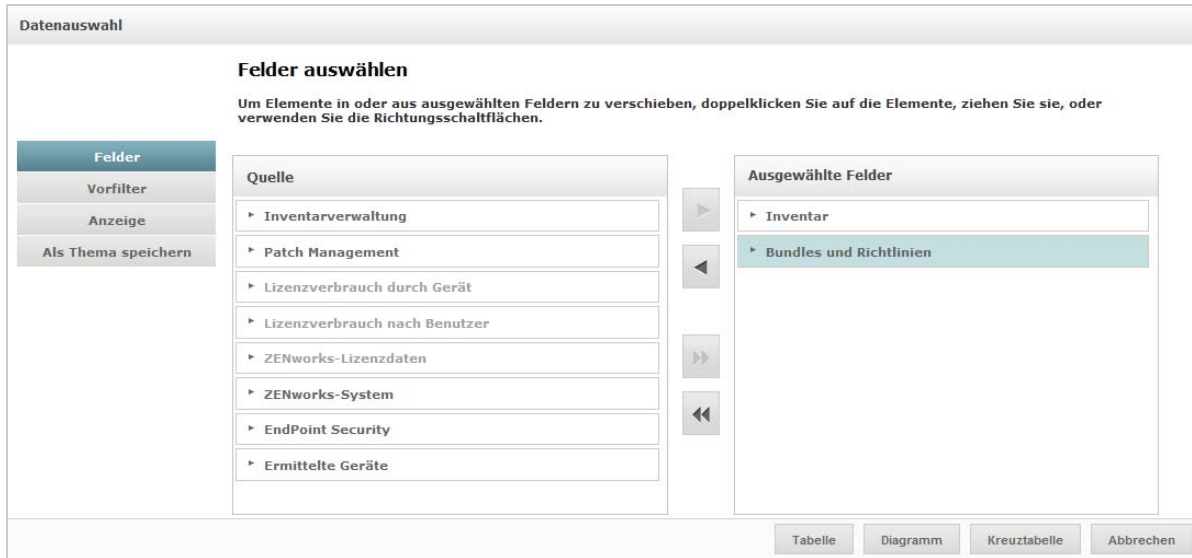 Datenauswahl
Felder auswählen
Um Elemente in oder aus ausgewählten Feldern zu verschieben, doppelklicken Sie auf die Elemente, ziehen Sie sie, oder
verwenden Sie die Richtungsschaltflächen.
Felder
Vorfilter
Anzeige
Als Thema speichern
Quelle
Inventarverwaltung
Patch Management
Lizenzverbrauch durch Gerät
Lizenzverbrauch nach Benutzer
ZENworks-Lizenzdaten
ZENworks-System
EndPoint Security
Ermittelte Geräte
Ausgewählte Felder
Inventar
Bundles und Richtlinien
Tabelle
Diagramm
Kreuztabelle
Abbrechen